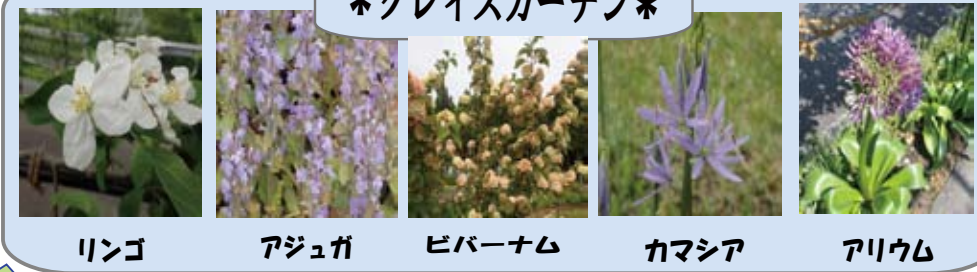 *グレイスガーデン*
リンゴ
アジュガ
ビバーナム
カマシア
アリウム